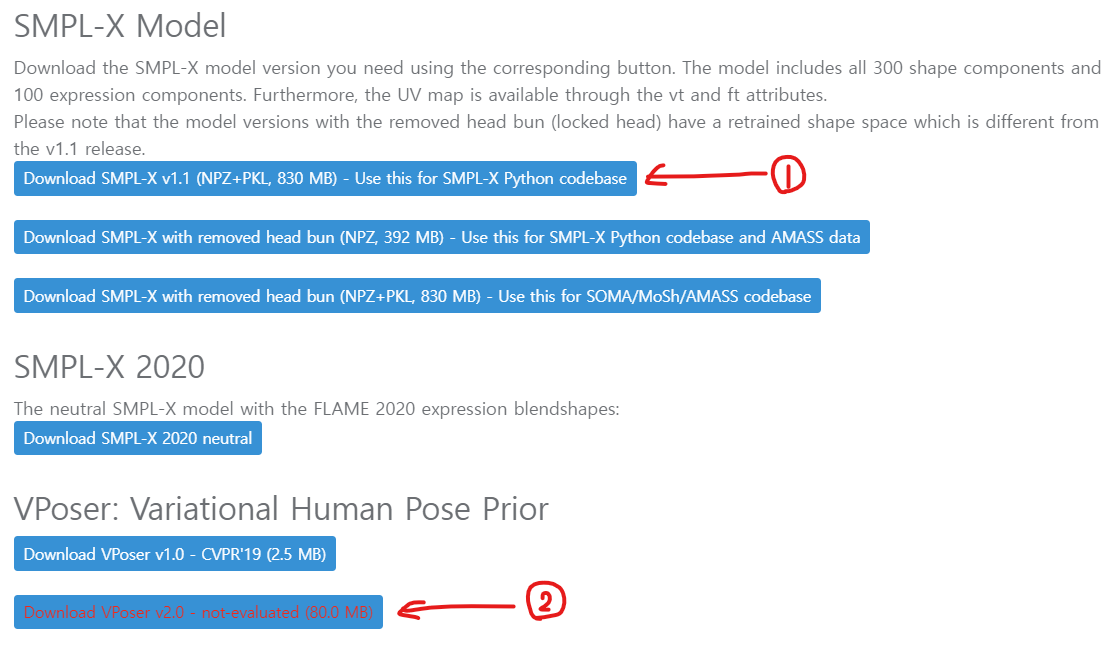 SMPL-X Model
Download the SMPL-X model version you need using the corresponding button. The model includes all 300 shape components and
100 expression components. Furthermore, the UV map is available through the vt and ft attributes.
Please note that the model versions with the removed head bun (locked head) have a retrained shape space which is different from
the v1.1 release.
Download SMPL-X v1.1 (NPZ+PKL, 830 MB) - Use this for SMPL-X Python codebase
1
Download SMPL-X with removed head bun (NPZ, 392 MB) - Use this for SMPL-X Python codebase and AMASS data
Download SMPL-X with removed head bun (NPZ+PKL, 830 MB) - Use this for SOMA/MoSh/AMASS codebase
SMPL-X 2020
The neutral SMPL-X model with the FLAME 2020 expression blendshapes:
Download SMPL-X 2020 neutral
VPoser: Variational Human Pose Prior
Download VPoser v1.0 - CVPR'19 (2.5 MB)
Download VPoser v2.0 - not-evaluated (80.0 MB)
2